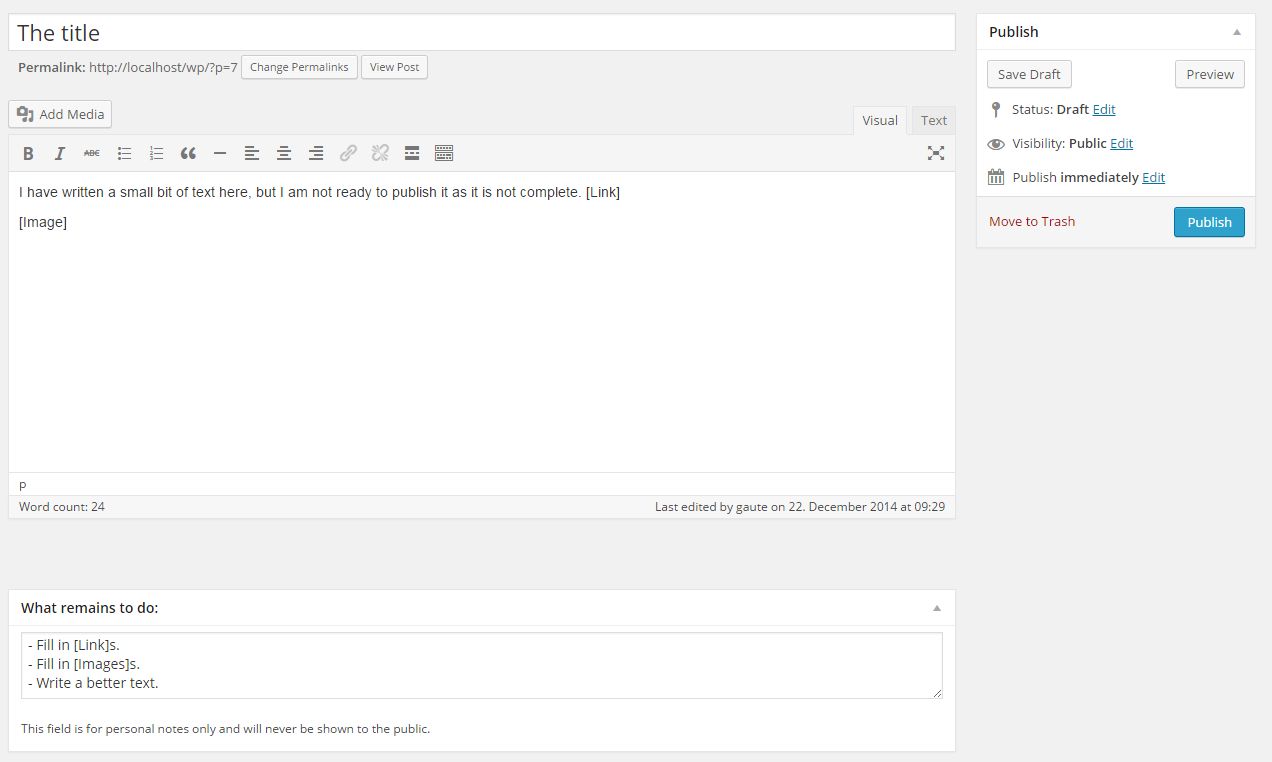 The title
Publish
Permalink: http://localhost/wp/?p=7 Change Permalinks View Post
Save Draft Preview
Add Media
Visual Text
Status: Draft Edit
B I ABC
Visibility: Public Edit
Publish immediately Edit
I have written a small bit of text here, but I am not ready to publish it as it is not complete. [Link]
[Image]
Move to Trash Publish
p
Word count: 24 Last edited by gaute on 22. December 2014 at 09:29
What remains to do:
- Fill in [Link]s.
- Fill in [Images]s.
- Write a better text.
This field is for personal notes only and will never be shown to the public.